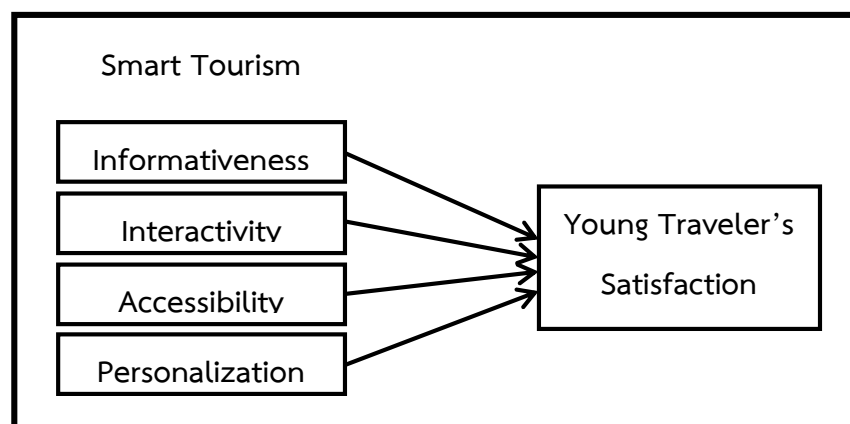 Smart Tourism
Informativeness
Interactivity
Accessibility
Personalization
Young Traveler's
Satisfaction